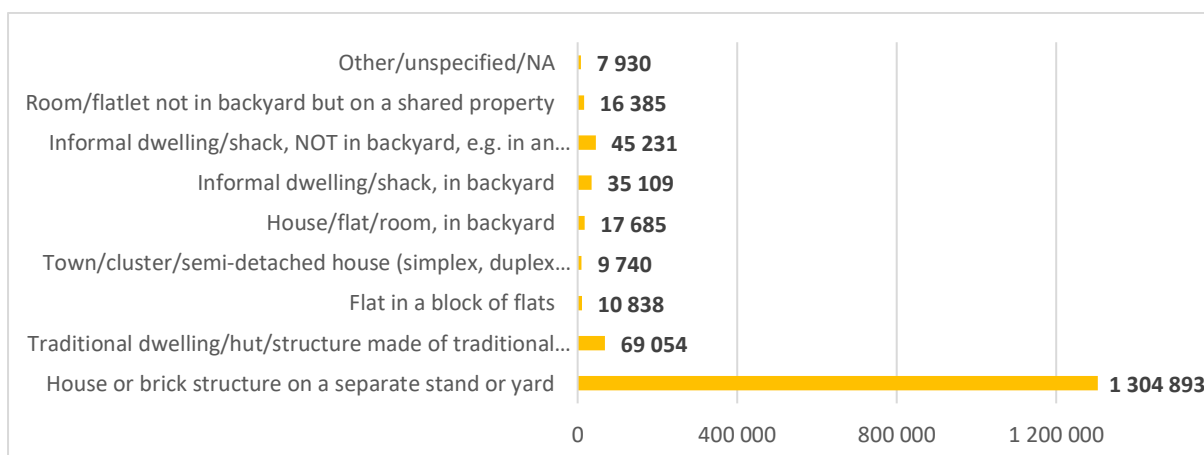 Other/unspecified/NA 7 930
Room/flatlet not in backyard but on a shared property 16 385
Informal dwelling/shack, NOT in backyard, e.g. in an... 45 231
Informal dwelling/shack, in backyard 35 109
House/flat/room, in backyard 17 685
Town/cluster/semi-detached house (simplex, duplex... 9 740
Flat in a block of flats 10 838
Traditional dwelling/hut/structure made of traditional... 69 054
House or brick structure on a separate stand or yard 1 304 893
0 400 000 800 000 1 200 000